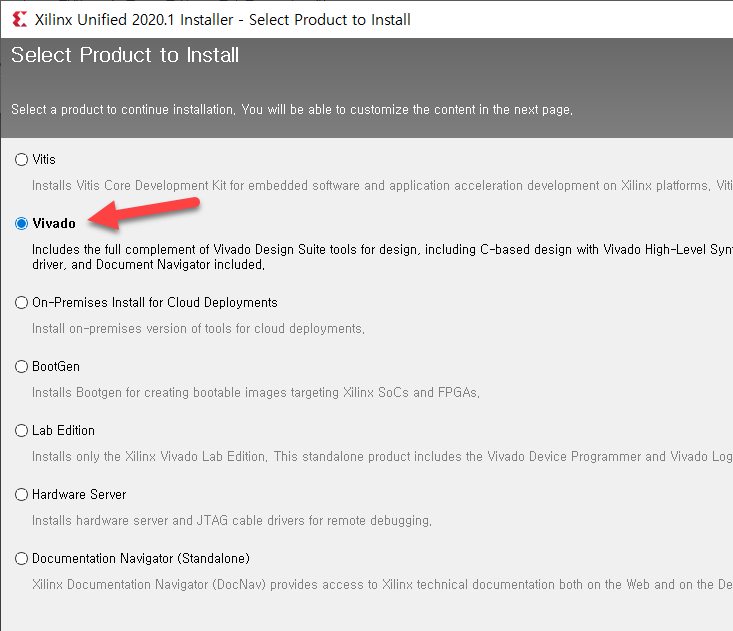 Xilinx Unified 2020.1 Installer - Select Product to Install
Select Product to Install
Select a product to continue installation. You will be able to customize the content in the next page.
Vitis
Installs Vitis Core Development Kit for embedded software and application acceleration development on Xilinx platforms. Viti
Vivado
Includes the full complement of Vivado Design Suite tools for design, including C-based design with Vivado High-Level Syn
driver, and Document Navigator included.
On-Premises Install for Cloud Deployments
Install on-premises version of tools for cloud deployments.
BootGen
Installs Bootgen for creating bootable images targeting Xilinx SoCs and FPGAs.
Lab Edition
Installs only the Xilinx Vivado Lab Edition. This standalone product includes the Vivado Device Programmer and Vivado Log
Hardware Server
Installs hardware server and JTAG cable drivers for remote debugging.
Documentation Navigator (Standalone)
Xilinx Documentation Navigator (DocNav) provides access to Xilinx technical documentation both on the Web and on the De